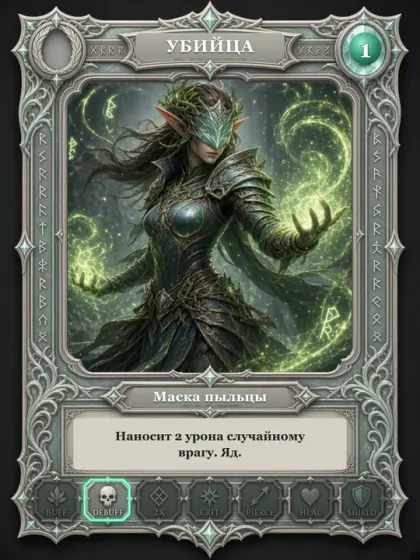 УБИЙЦА
1
Маска пыльцы
Наносит 2 урона случайному
врагу. Яд.
BUFF DEBUFF 2X CRIT PIERCE HEAL SHIELD